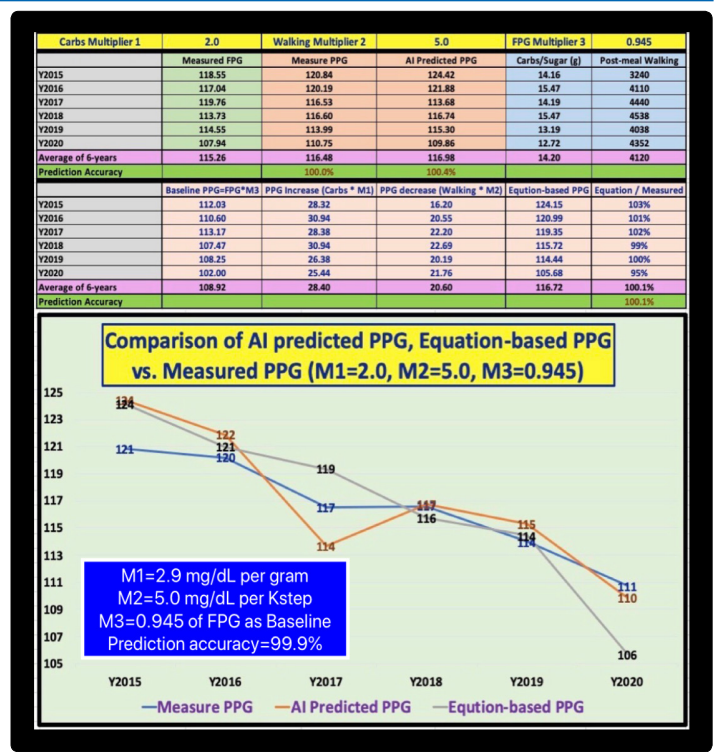 Carbs Multiplier 1 2.0 Walking Multiplier 2 5.0 FPG Multiplier 3 0.945
Measured FPG Measure PPG AI Predicted PPG Carbs/Sugar (g) Post-meal Walking
Y2015 118.55 120.84 124.42 14.16 3240
Y2016 117.04 120.19 121.88 15.47 4110
Y2017 119.76 116.53 113.68 14.19 4440
Y2018 113.73 116.60 116.74 15.47 4538
Y2019 114.55 113.99 115.30 13.19 4038
Y2020 107.94 110.75 109.86 12.72 4352
Average of 6-years 115.26 116.48 116.98 14.20 4120
Prediction Accuracy 100.0% 100.4%
Baseline PPG=FPG*M3 PPG Increase (Carbs * M1) PPG decrease (Walking * M2) Eqution-based PPG Equation / Measured
Y2015 112.03 28.32 16.20 124.15 103%
Y2016 110.60 30.94 20.55 120.99 101%
Y2017 113.17 28.38 22.20 119.35 102%
Y2018 107.47 30.94 22.69 115.72 99%
Y2019 108.25 26.38 20.19 114.44 100%
Y2020 102.00 25.44 21.76 105.68 95%
Average of 6-years 108.92 28.40 20.60 116.72 100.1%
Prediction Accuracy 100.1%
Comparison of AI predicted PPG, Equation-based PPG
vs. Measured PPG (M1=2.0, M2=5.0, M3=0.945)
125
123
121
119
117
115
113
111
109
107
105
124
124
121
122
121
120
119
117
114
117
117
116
115
114
114
111
110
106
M1=2.9 mg/dL per gram
M2=5.0 mg/dL per Kstep
M3=0.945 of FPG as Baseline
Prediction accuracy=99.9%
Y2015 Y2016 Y2017 Y2018 Y2019 Y2020
Measure PPG AI Predicted PPG Eqution-based PPG